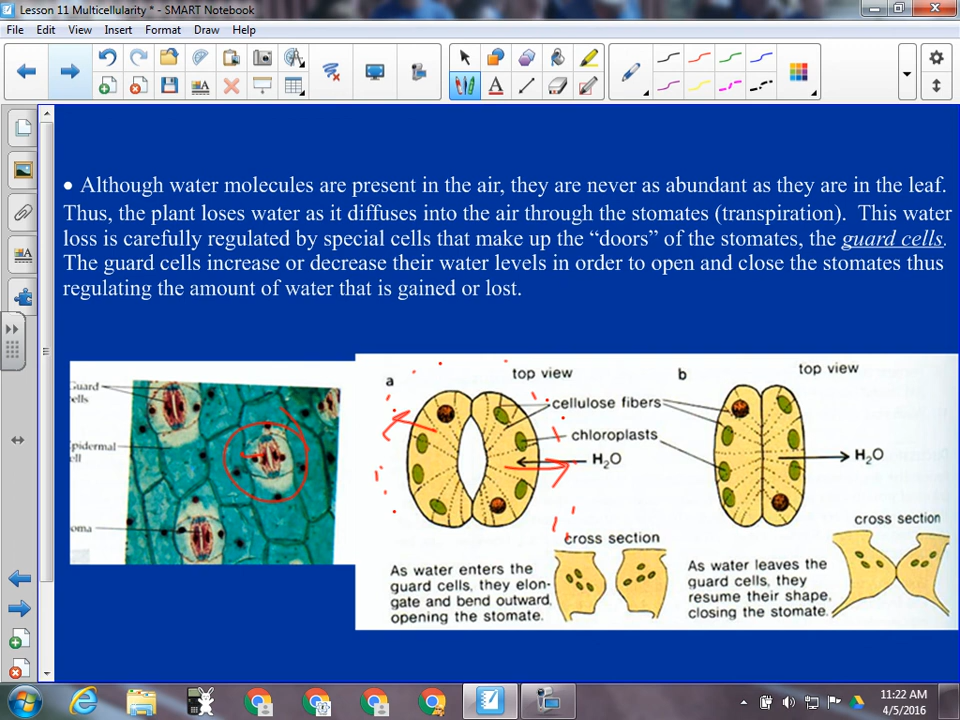 Lesson 11 Multicellularity * - SMART Notebook
File Edit View Insert Format Draw Help
• Although water molecules are present in the air, they are never as abundant as they are in the leaf.
Thus, the plant loses water as it diffuses into the air through the stomates (transpiration). This water
loss is carefully regulated by special cells that make up the “doors” of the stomates, the guard cells.
The guard cells increase or decrease their water levels in order to open and close the stomates thus
regulating the amount of water that is gained or lost.
Guard
ells
pidermal
ell
oma
a
top view
cellulose fibers
chloroplasts
H₂O
cross section
As water enters the
guard cells, they elon-
gate and bend outward,
opening the stomate.
b
top view
H₂O
cross section
As water leaves the
guard cells, they
resume their shape,
closing the stomate.
11:22 AM
4/5/2016